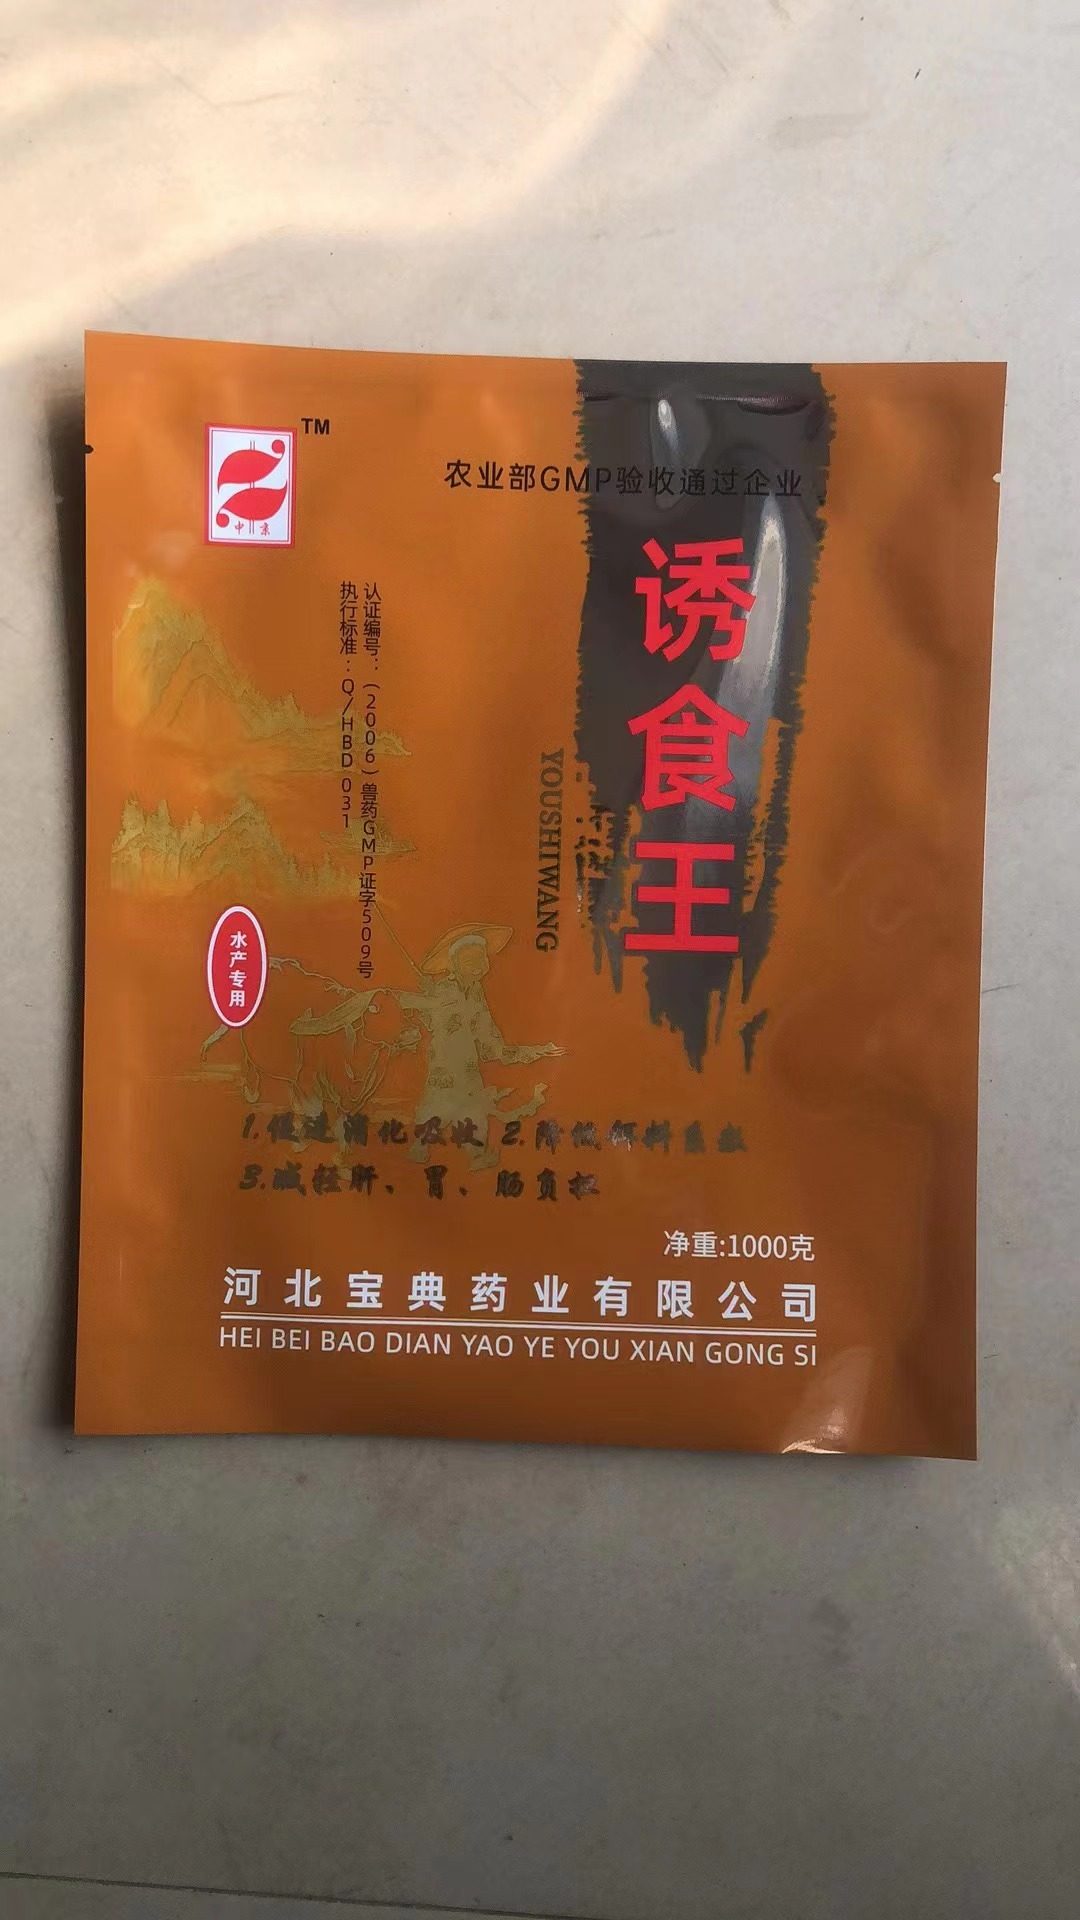 TM
中亲
农业部GMP验收通过企业
诱食王
YOUSHIWANG
认证编号：（2006）兽药GMP证字509号
执行标准：Q/HBD 031
水产专用
1.促进消化吸收 2.降低饵料系数
3.减轻肝、胃、肠负担
净重:1000克
河北宝典药业有限公司
HEI BEI BAO DIAN YAO YE YOU XIAN GONG SI